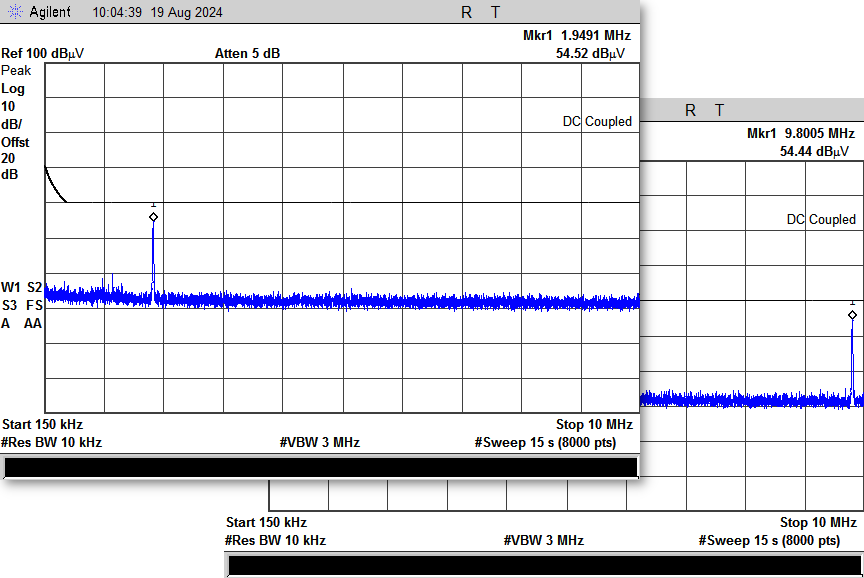 Agilent 10:04:39 19 Aug 2024 R T
Mkr1 1.9491 MHz
Ref 100 dBµV Atten 5 dB 54.52 dBµV
Peak
Log
10
dB/
Offst
20
dB
DC Coupled
1
W1 S2
S3 FS
A AA
Start 150 kHz Stop 10 MHz
#Res BW 10 kHz #VBW 3 MHz #Sweep 15 s (8000 pts)
R T
Mkr1 9.8005 MHz
54.44 dBµV
DC Coupled
1
Start 150 kHz Stop 10 MHz
#Res BW 10 kHz #VBW 3 MHz #Sweep 15 s (8000 pts)